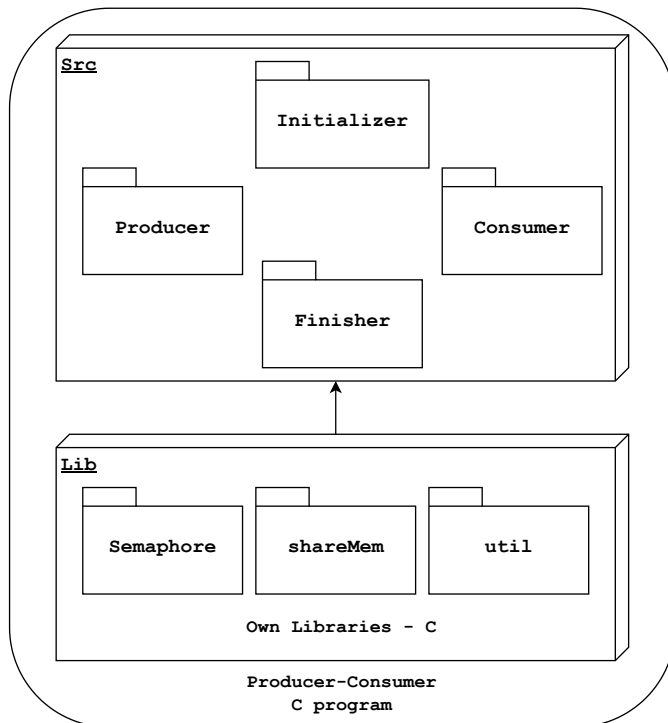 Src
Initializer
Producer
Consumer
Finisher
Lib
Semaphore
shareMem
util
Own Libraries - C
Producer-Consumer
C program